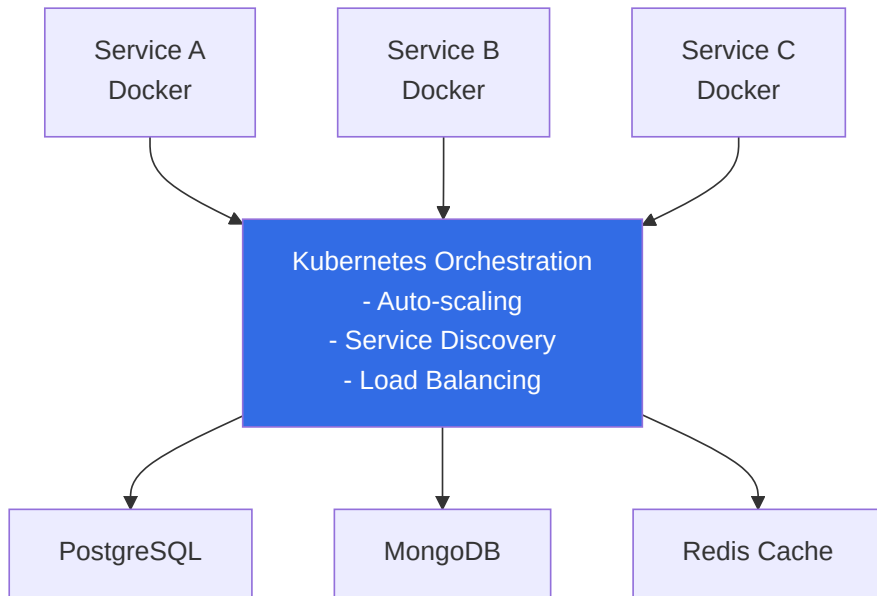 Service A
Docker
Service B
Docker
Service C
Docker
Kubernetes Orchestration
- Auto-scaling
- Service Discovery
- Load Balancing
PostgreSQL
MongoDB
Redis Cache